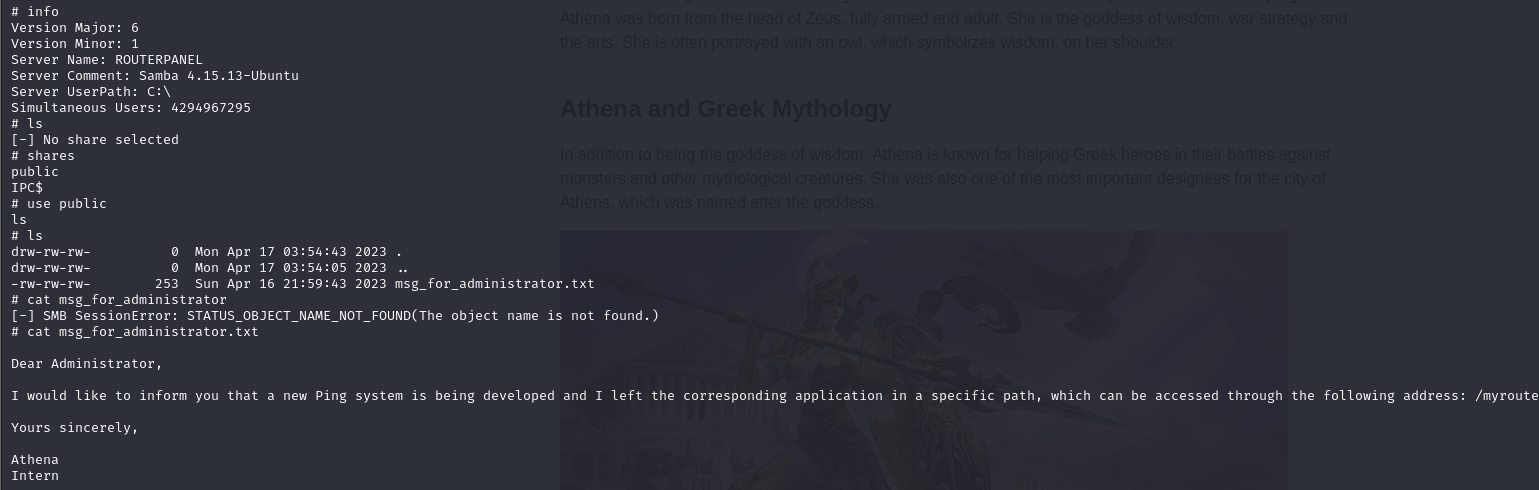 # info
Version Major: 6
Version Minor: 1
Server Name: ROUTERPANEL
Server Comment: Samba 4.15.13-Ubuntu
Server UserPath: C:\
Simultaneous Users: 4294967295
# ls
[-] No share selected
# shares
public
IPC$
# use public
ls
# ls
drw-rw-rw-          0  Mon Apr 17 03:54:43 2023 .
drw-rw-rw-          0  Mon Apr 17 03:54:05 2023 ..
-rw-rw-rw-        253  Sun Apr 16 21:59:43 2023 msg_for_administrator.txt
# cat msg_for_administrator
[-] SMB SessionError: STATUS_OBJECT_NAME_NOT_FOUND(The object name is not found.)
# cat msg_for_administrator.txt
Dear Administrator,
I would like to inform you that a new Ping system is being developed and I left the corresponding application in a specific path, which can be accessed through the following address: /myroute
Yours sincerely,
Athena
Intern
Athena was born from the head of Zeus, fully armed and adult. She is the goddess of wisdom, war strategy and
the arts. She is often portrayed with an owl, which symbolizes wisdom, on her shoulder.
Athena and Greek Mythology
In addition to being the goddess of wisdom, Athena is known for helping Greek heroes in their battles against
monsters and other mythological creatures. She was also one of the most important designees for the city of
Athens, which was named after the goddess.